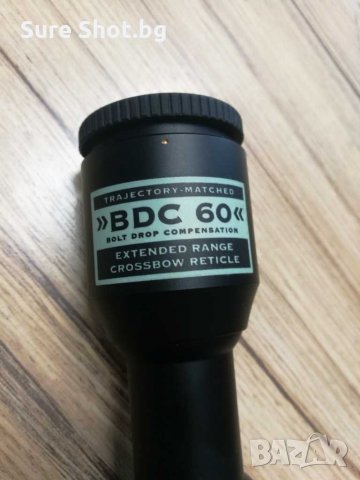 Sure Shot.bg
TRAJECTORY-MATCHED
»BDC 60«
BOLT DROP COMPENSATION
EXTENDED RANGE
CROSSBOW RETICLE
BAZAR